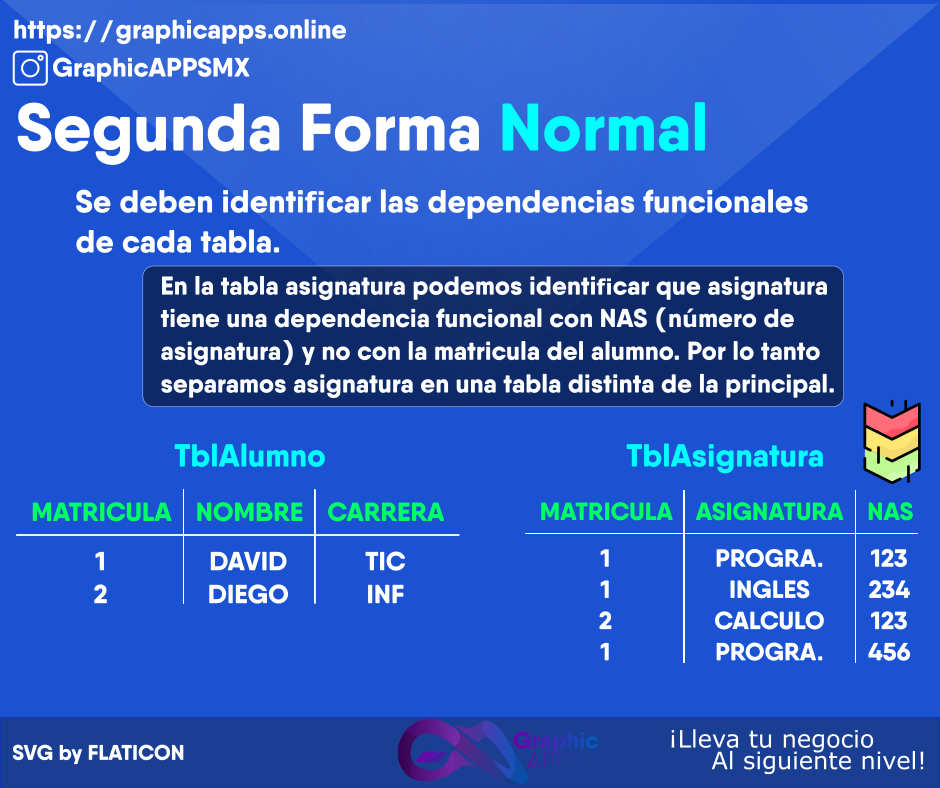 https://graphicapps.online
GraphicAPPSMX
Segunda Forma Normal
Se deben identificar las dependencias funcionales
de cada tabla.
En la tabla asignatura podemos identificar que asignatura
tiene una dependencia funcional con NAS (número de
asignatura) y no con la matricula del alumno. Por lo tanto
separamos asignatura en una tabla distinta de la principal.
TblAlumno
MATRICULA NOMBRE CARRERA
1 DAVID TIC
2 DIEGO INF
TblAsignatura
MATRICULA ASIGNATURA NAS
1 PROGRA. 123
1 INGLES 234
2 CALCULO 123
1 PROGRA. 456
SVG by FLATICON
Graphic
¡Lleva tu negocio
Al siguiente nivel!